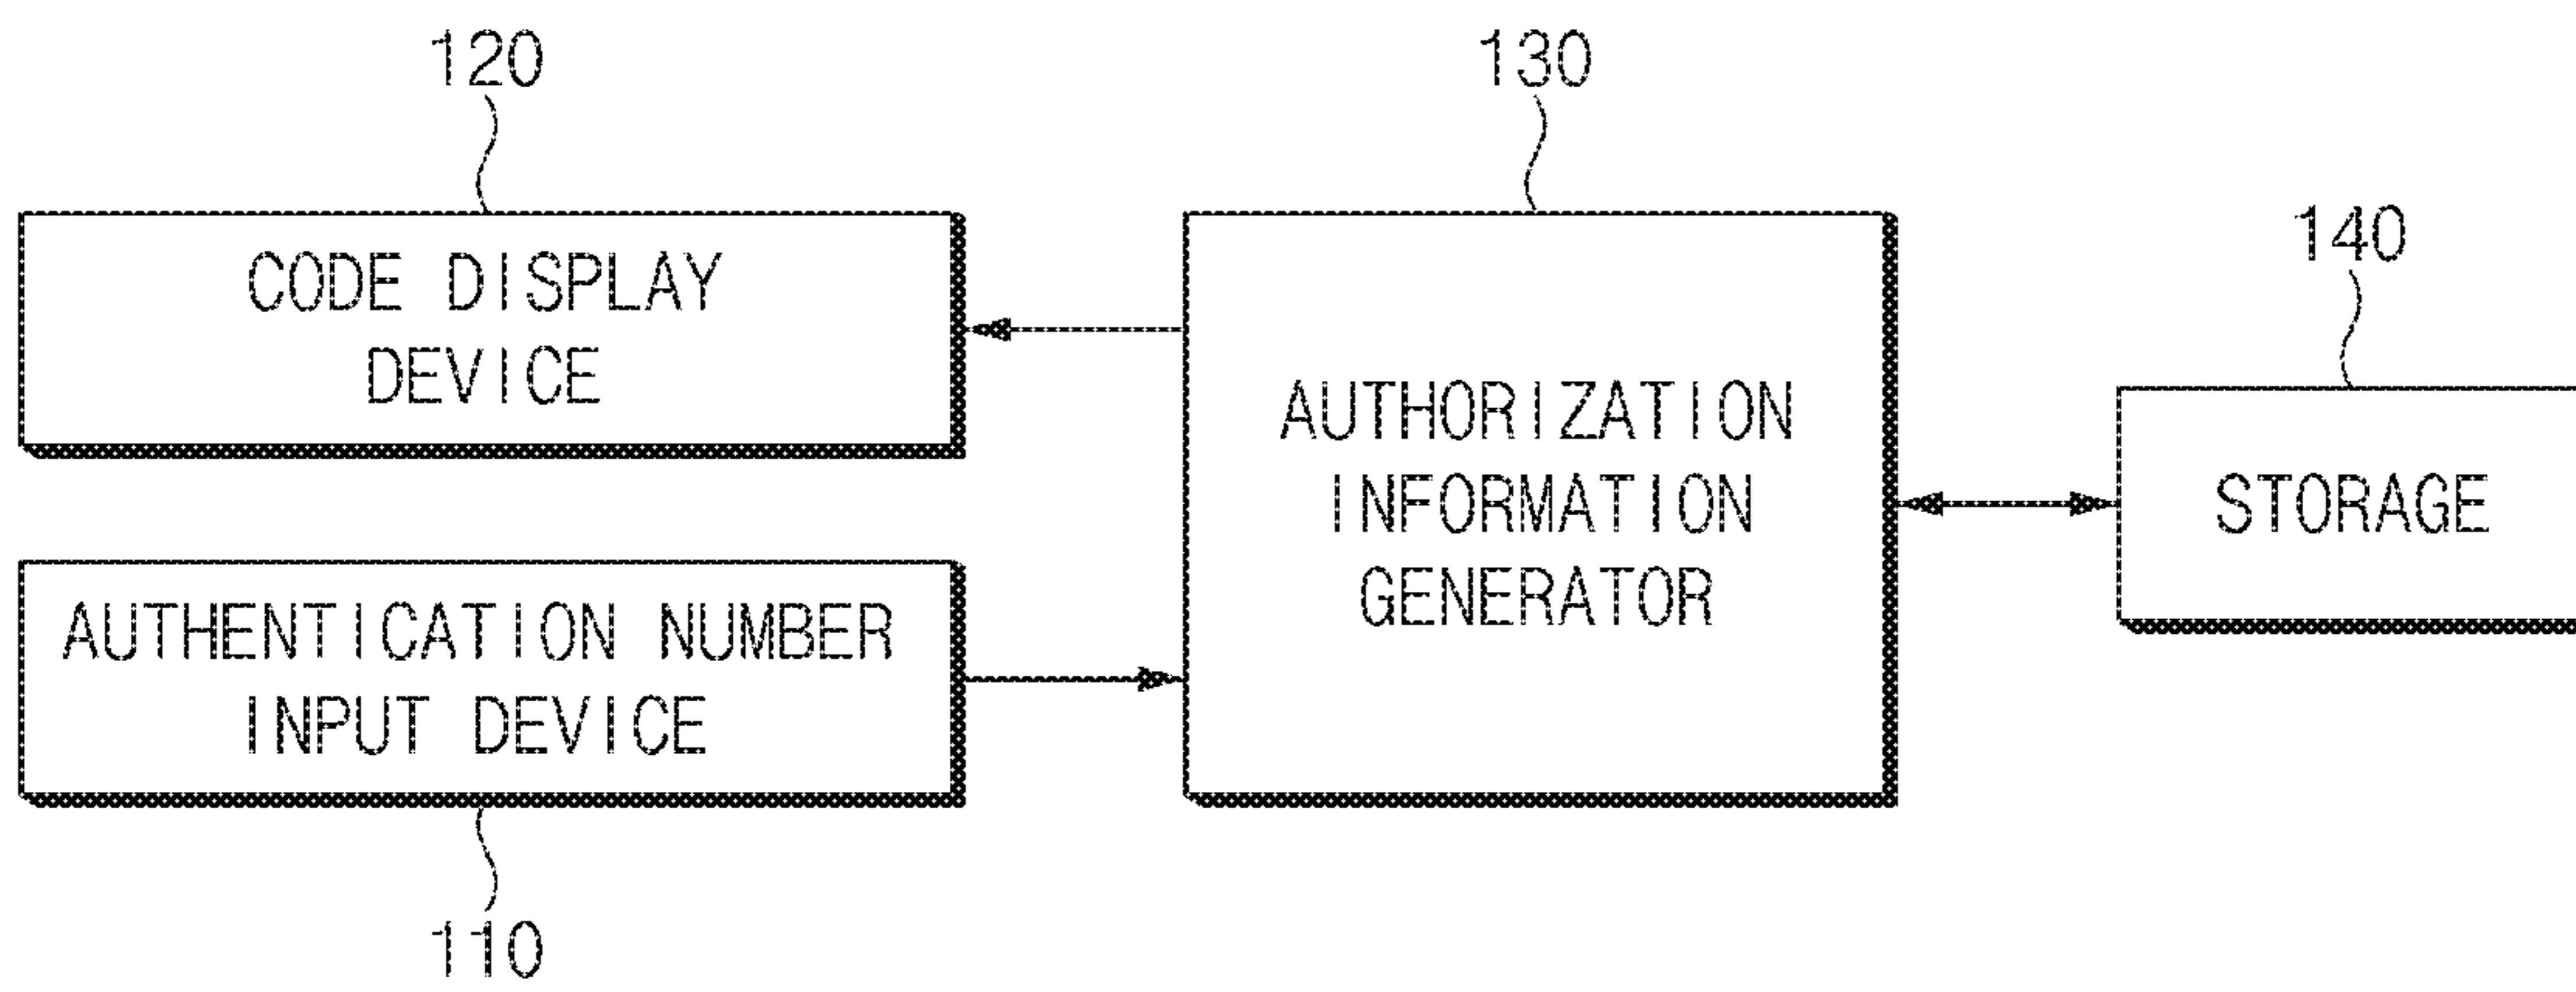 120
130
140
CODE DISPLAY
DEVICE
AUTHORIZATION
INFORMATION
GENERATOR
STORAGE
AUTHENTICATION NUMBER
INPUT DEVICE
110